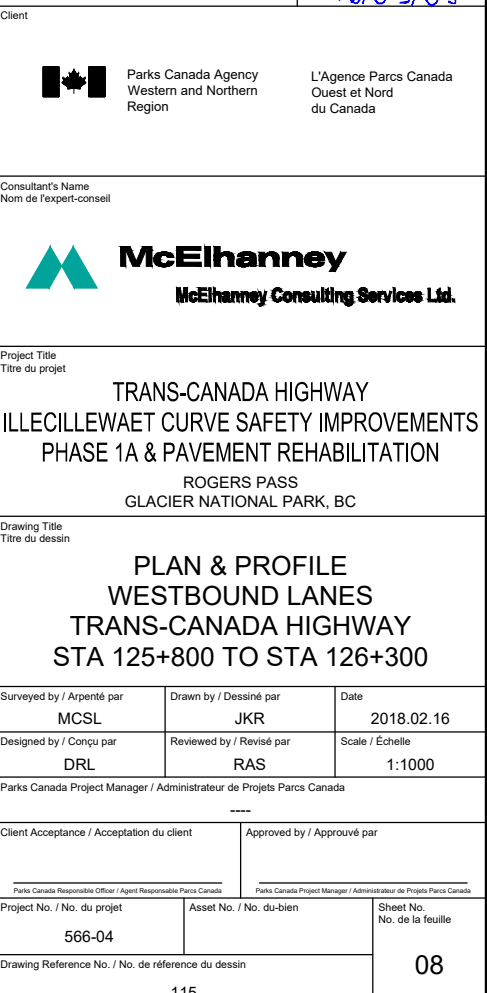 Client
Parks Canada Agency
Western and Northern
Region
L'Agence Parcs Canada
Ouest et Nord
du Canada
Consultant's Name
Nom de l'expert-conseil
McElhanney
McElhanney Consulting Services Ltd.
Project Title
Titre du projet
TRANS-CANADA HIGHWAY
ILLECILLEWAET CURVE SAFETY IMPROVEMENTS
PHASE 1A & PAVEMENT REHABILITATION
ROGERS PASS
GLACIER NATIONAL PARK, BC
Drawing Title
Titre du dessin
PLAN & PROFILE
WESTBOUND LANES
TRANS-CANADA HIGHWAY
STA 125+800 TO STA 126+300
Surveyed by / Arpenté par
MCSL
Drawn by / Dessiné par
JKR
Date
2018.02.16
Designed by / Conçu par
DRL
Reviewed by / Revisé par
RAS
Scale / Échelle
1:1000
Parks Canada Project Manager / Administrateur de Projets Parcs Canada
----
Client Acceptance / Acceptation du client
Parks Canada Responsible Officer / Agent Responsable Parcs Canada
Approved by / Approuvé par
Parks Canada Project Manager / Administrateur de Projets Parcs Canada
Project No. / No. du projet
566-04
Asset No. / No. du-bien
Sheet No.
No. de la feuille
08
Drawing Reference No. / No. de réference du dessin
115